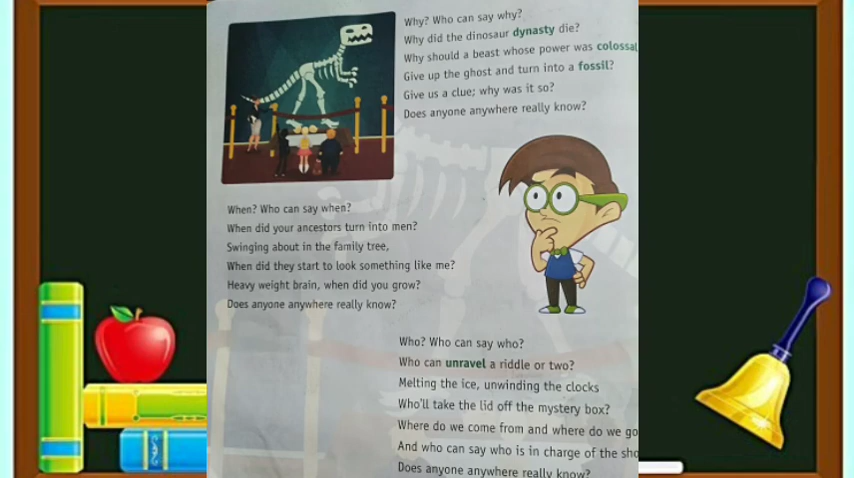 Why? Who can say why?
Why did the dinosaur dynasty die?
Why should a beast whose power was colossal
Give up the ghost and turn into a fossil?
Give us a clue; why was it so?
Does anyone anywhere really know?
When? Who can say when?
When did your ancestors turn into men?
Swinging about in the family tree,
When did they start to look something like me?
Heavy weight brain, when did you grow?
Does anyone anywhere really know?
Who? Who can say who?
Who can unravel a riddle or two?
Melting the ice, unwinding the clocks
Who'll take the lid off the mystery box?
Where do we come from and where do we go
And who can say who is in charge of the sho
Does anyone anywhere really know?